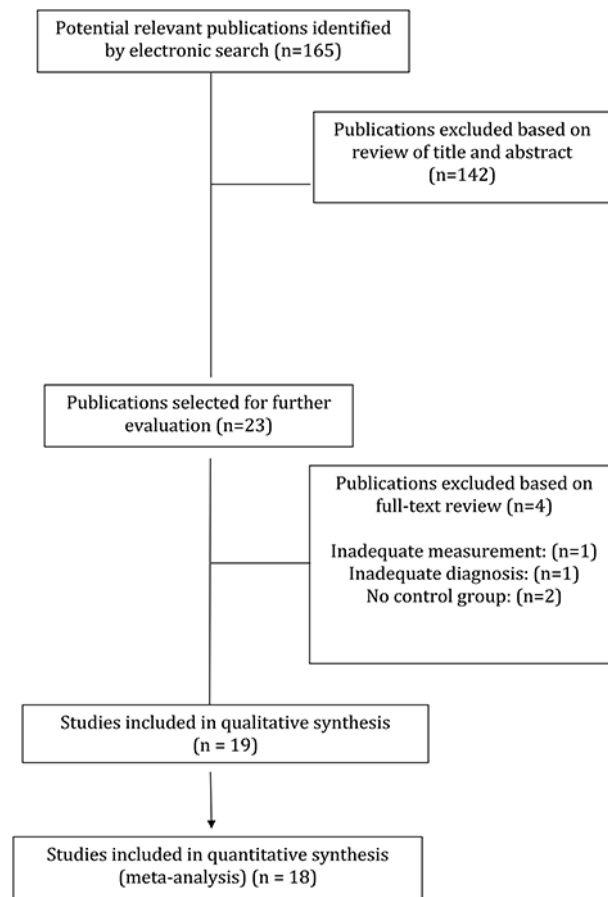 Potential relevant publications identified
by electronic search (n=165)
Publications excluded based on
review of title and abstract
(n=142)
Publications selected for further
evaluation (n=23)
Publications excluded based on
full-text review (n=4)
Inadequate measurement: (n=1)
Inadequate diagnosis: (n=1)
No control group: (n=2)
Studies included in qualitative synthesis
(n = 19)
Studies included in quantitative synthesis
(meta-analysis) (n = 18)